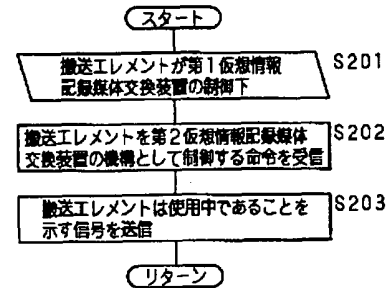 スタート
搬送エレメントが第1仮想情報
記録媒体交換装置の制御下
S201
搬送エレメントを第2仮想情報記録媒体
交換装置の機構として制御する命令を受信
S202
搬送エレメントは使用中であることを
示す信号を送信
S203
リターン